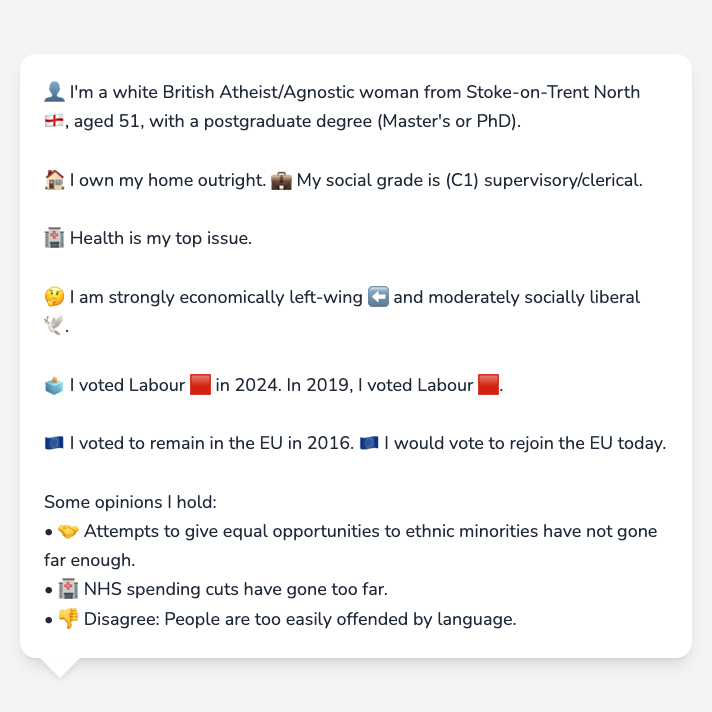 👤 I'm a white British Atheist/Agnostic woman from Stoke-on-Trent North
🏴󠁧󠁢󠁥󠁮󠁧󠁿, aged 51, with a postgraduate degree (Master's or PhD).
🏠 I own my home outright. 💼 My social grade is (C1) supervisory/clerical.
🏥 Health is my top issue.
🤔 I am strongly economically left-wing ⬅️ and moderately socially liberal
🕊️.
🗳️ I voted Labour 🟥 in 2024. In 2019, I voted Labour 🟥.
🇪🇺 I voted to remain in the EU in 2016. 🇪🇺 I would vote to rejoin the EU today.
Some opinions I hold:
• 🤝 Attempts to give equal opportunities to ethnic minorities have not gone
far enough.
• 🏥 NHS spending cuts have gone too far.
• 👎 Disagree: People are too easily offended by language.